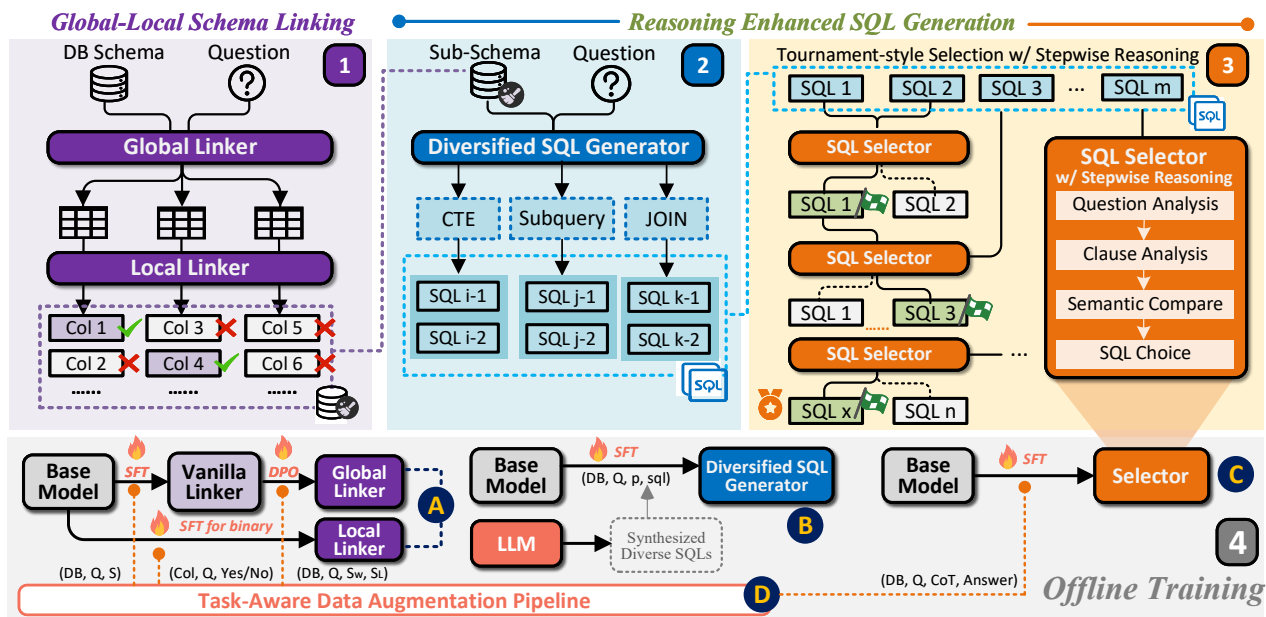 Global-Local Schema Linking
Reasoning Enhanced SQL Generation
DB Schema
Question
1
Global Linker
Local Linker
Col 1
Col 3
Col 5
Col 2
Col 4
Col 6
......
......
......
Sub-Schema
Question
2
Diversified SQL Generator
CTE
Subquery
JOIN
SQL i-1
SQL j-1
SQL k-1
SQL i-2
SQL j-2
SQL k-2
SQL
Tournament-style Selection w/ Stepwise Reasoning
3
SQL 1
SQL 2
SQL 3
...
SQL m
SQL
SQL Selector
SQL 1
SQL 2
SQL Selector
SQL 1
SQL 3
......
SQL Selector
...
SQL x
SQL n
SQL Selector
w/ Stepwise Reasoning
Question Analysis
Clause Analysis
Semantic Compare
SQL Choice
Base
Model
SFT
Vanilla
Linker
DPO
Global
Linker
SFT for binary
Local
Linker
A
(DB, Q, S)
(Col, Q, Yes/No)
(DB, Q, Sw, SL)
Task-Aware Data Augmentation Pipeline
D
Base
Model
SFT
(DB, Q, p, sql)
Diversified SQL
Generator
B
LLM
Synthesized
Diverse SQLs
Base
Model
SFT
Selector
C
(DB, Q, CoT, Answer)
4
Offline Training